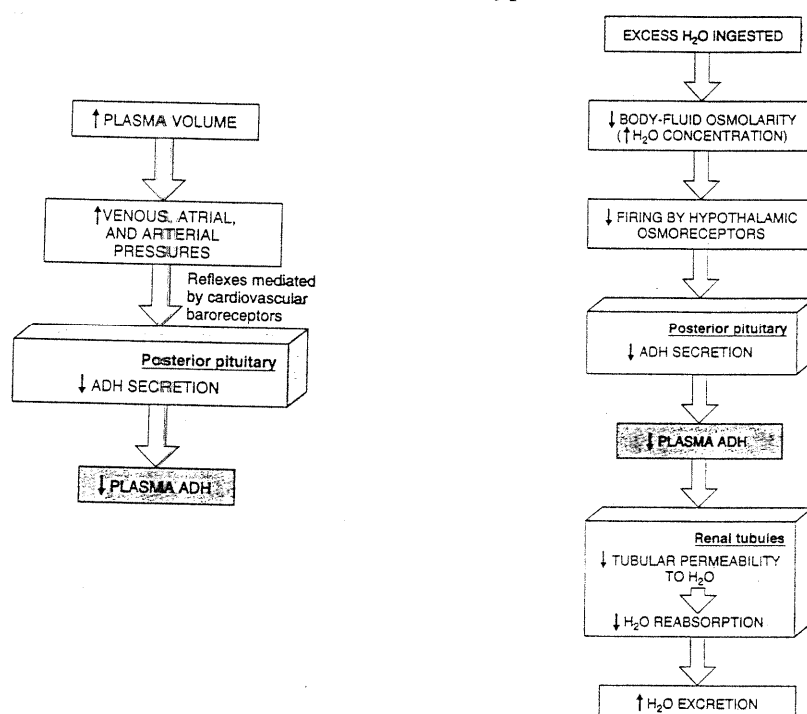 ↑ PLASMA VOLUME
↑ VENOUS, ATRIAL,
AND ARTERIAL
PRESSURES
Reflexes mediated
by cardiovascular
baroreceptors
Posterior pituitary
↓ ADH SECRETION
↓ PLASMA ADH
EXCESS H₂O INGESTED
↓ BODY-FLUID OSMOLARITY
(↑ H₂O CONCENTRATION)
↓ FIRING BY HYPOTHALAMIC
OSMORECEPTORS
Posterior pituitary
↓ ADH SECRETION
↓ PLASMA ADH
Renal tubules
↓ TUBULAR PERMEABILITY
TO H₂O
↓ H₂O REABSORPTION
↑ H₂O EXCRETION